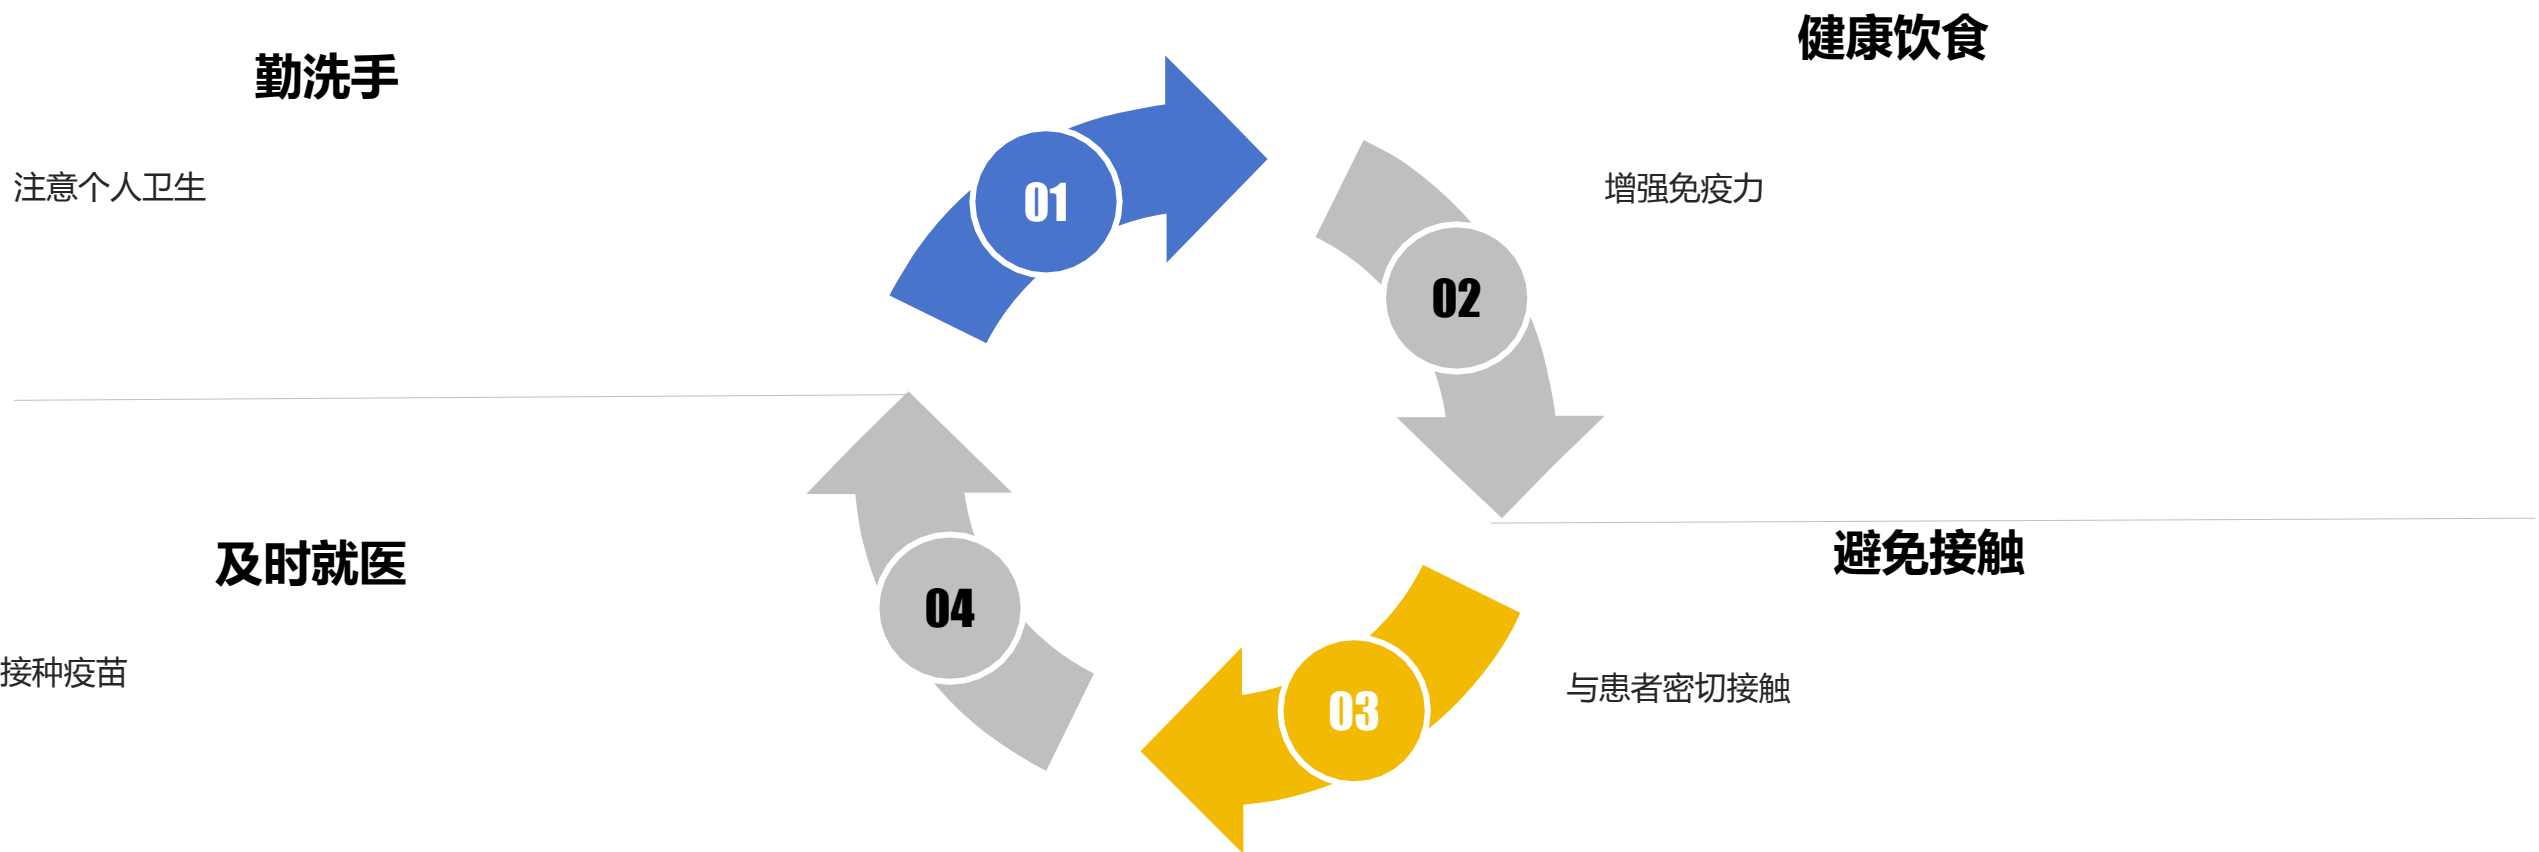 勤洗手
注意个人卫生
01
健康饮食
增强免疫力
02
避免接触
与患者密切接触
03
及时就医
接种疫苗
04